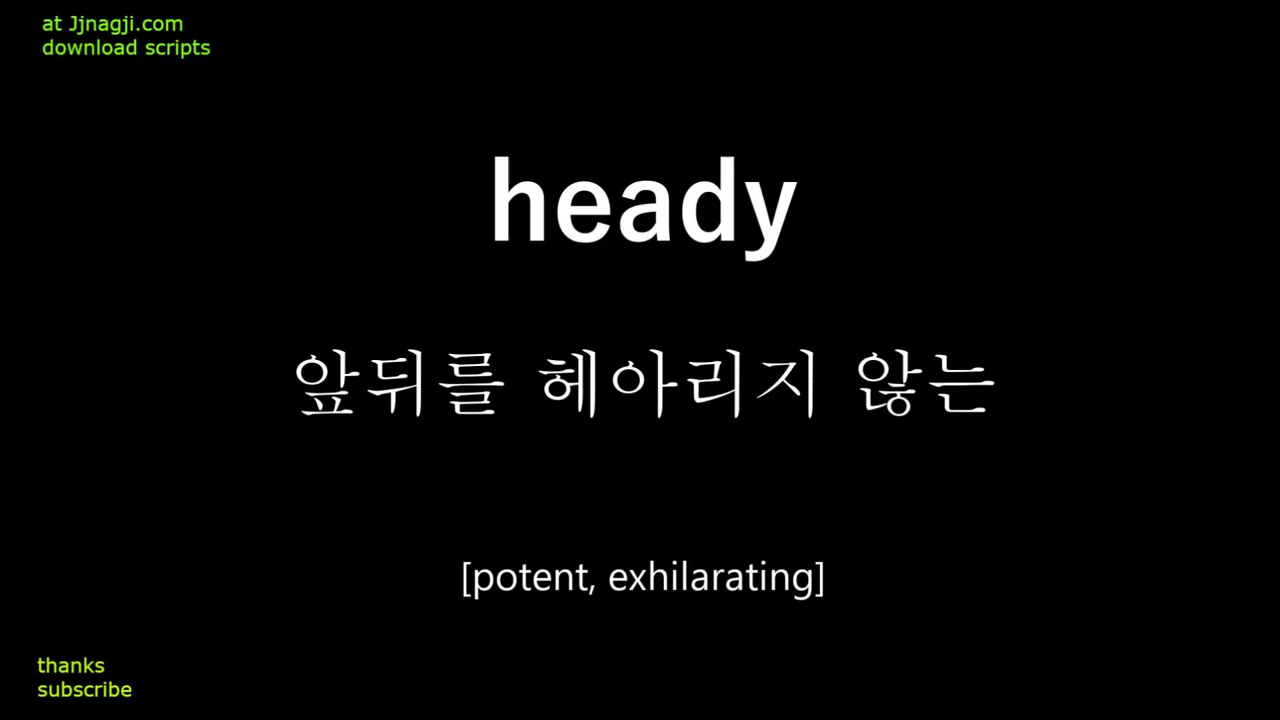 at Jjnagji.com
download scripts
heady
앞뒤를 헤아리지 않는
[potent, exhilarating]
thanks
subscribe